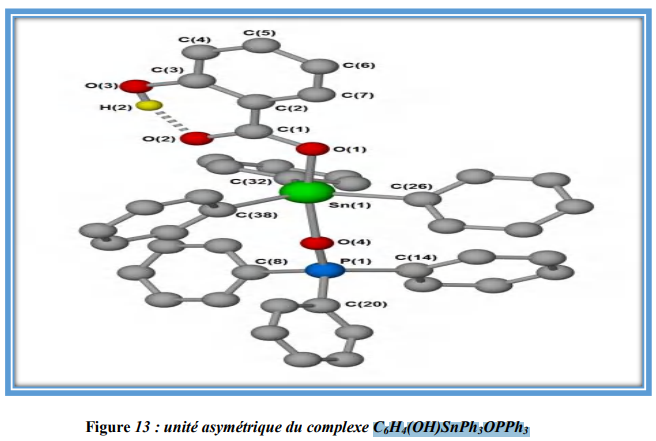 C(5)
C(4)
C(3)
C(6)
O(3)
C(7)
H(2)
C(2)
C(1)
O(2)
O(1)
C(32)
C(26)
Sn(1)
C(38)
O(4)
C(8)
P(1)
C(14)
C(20)
Figure 13 : unité asymétrique du complexe C₆H₄(OH)SnPh₃OPPh₃